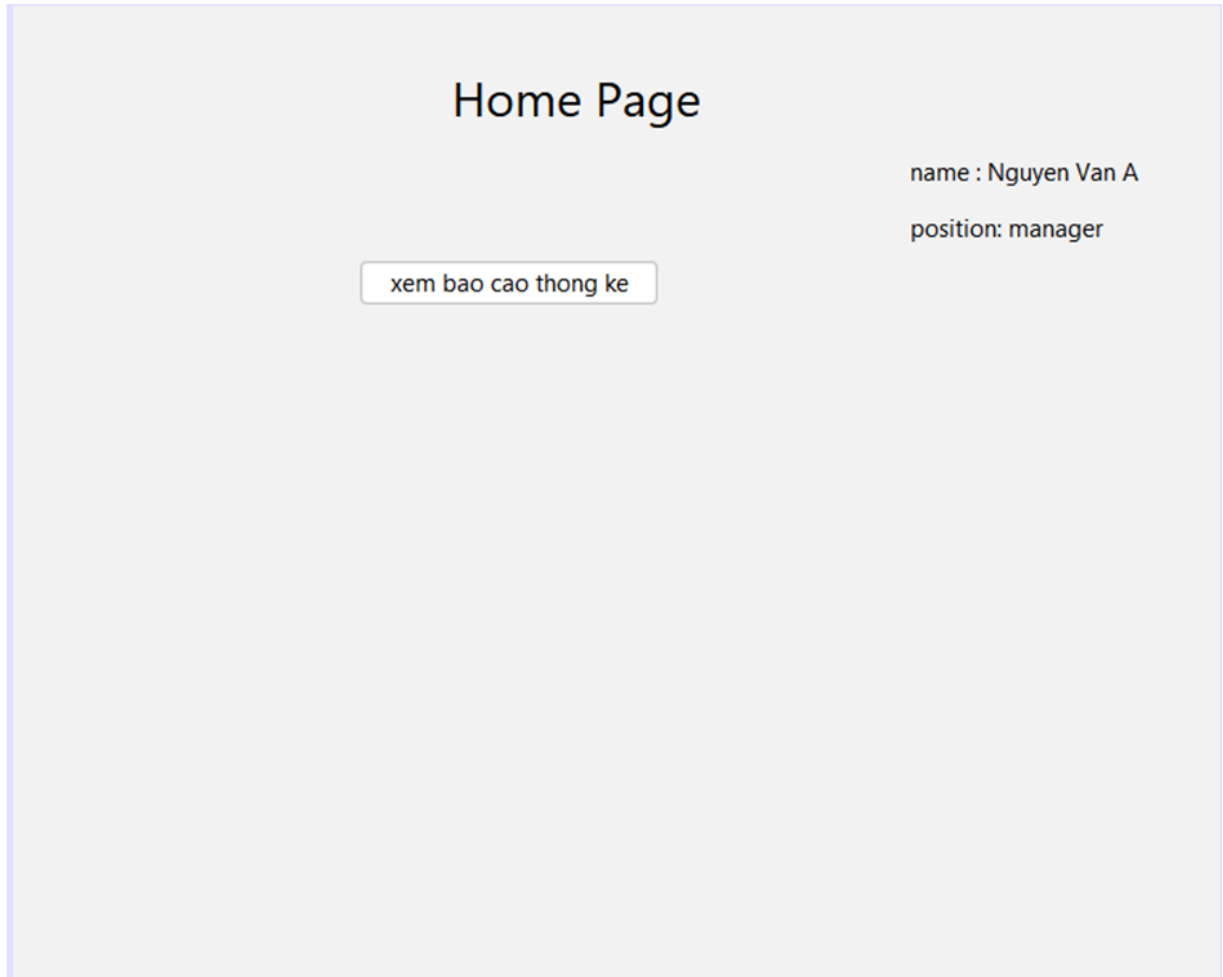 Home Page
name : Nguyen Van A
position: manager
xem bao cao thong ke